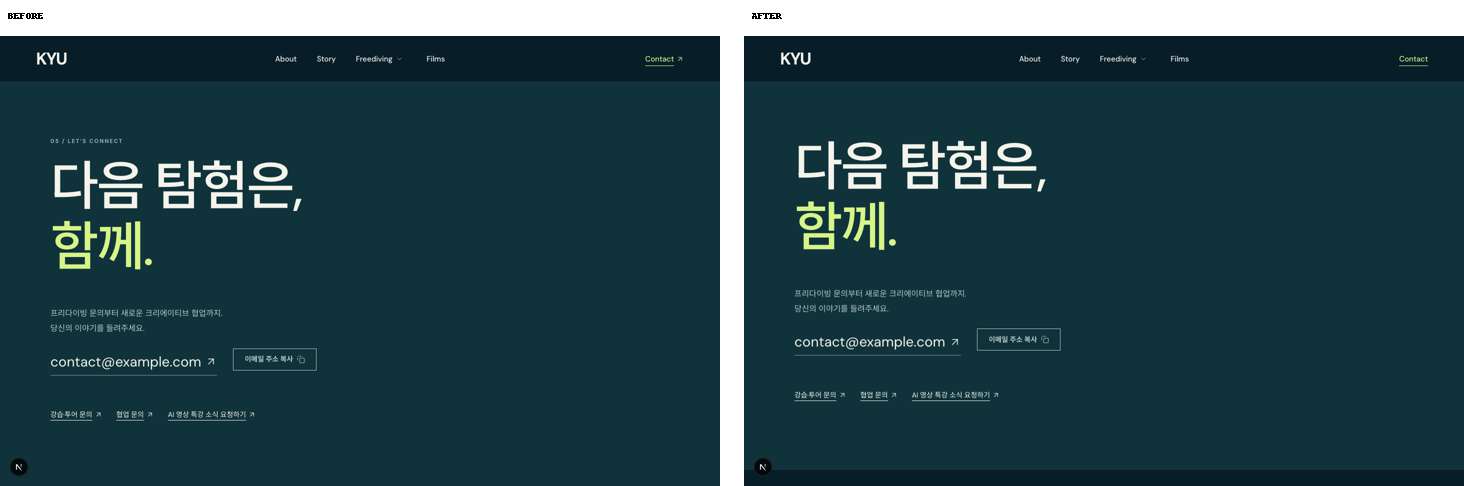 BEFORE
KYU
About Story Freediving Films
Contact
05 / LET'S CONNECT
다음 탐험은,
함께.
프리다이빙 문의부터 새로운 크리에이티브 협업까지.
당신의 이야기를 들려주세요.
contact@example.com
이메일 주소 복사
강습·투어 문의 협업 문의 AI 영상 특강 소식 요청하기
N
AFTER
KYU
About Story Freediving Films
Contact
다음 탐험은,
함께.
프리다이빙 문의부터 새로운 크리에이티브 협업까지.
당신의 이야기를 들려주세요.
contact@example.com
이메일 주소 복사
강습·투어 문의 협업 문의 AI 영상 특강 소식 요청하기
N